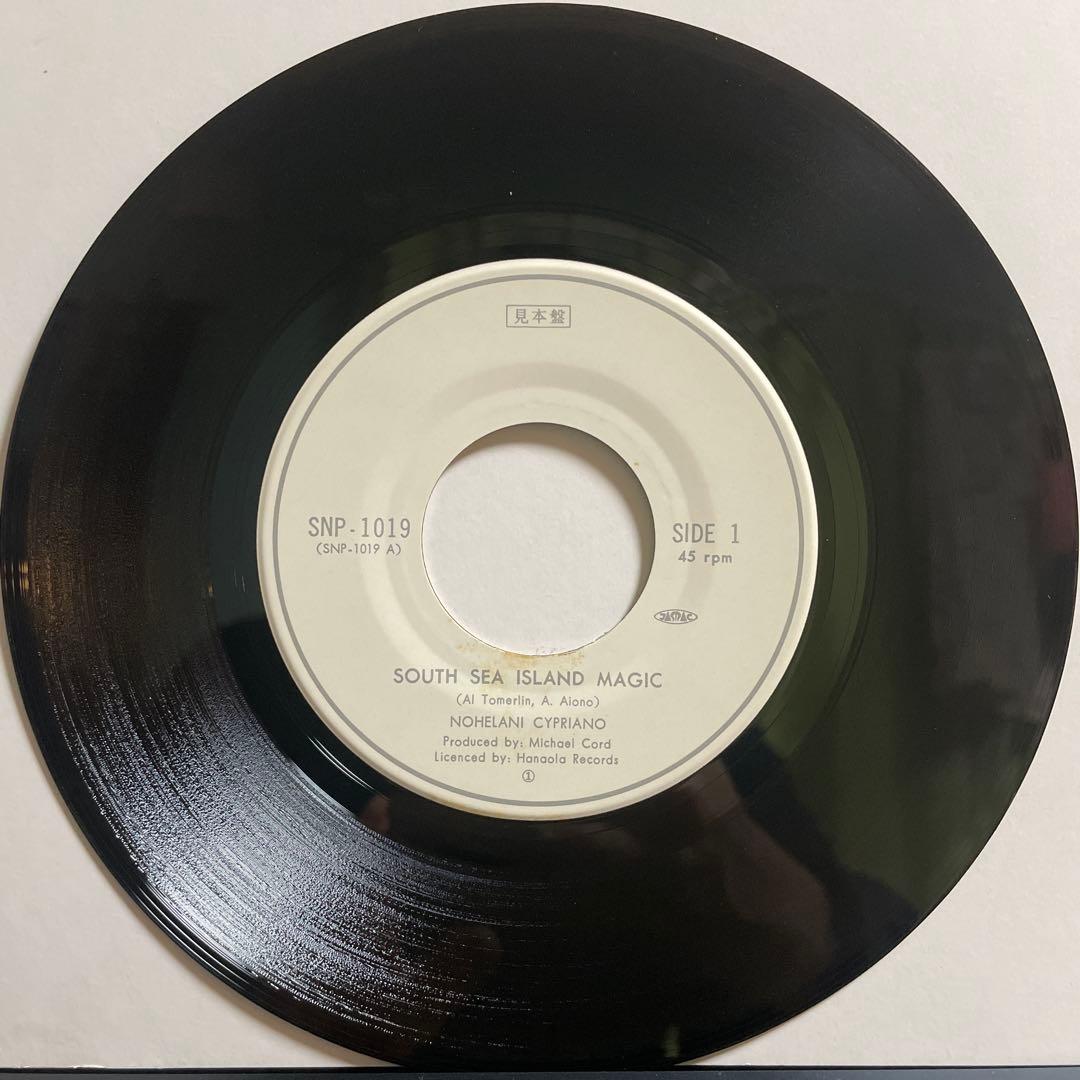 見本盤
SNP-1019
(SNP-1019 A)
SIDE 1
45 rpm
JASRAC
SOUTH SEA ISLAND MAGIC
(Al Tomerlin, A. Aiono)
NOHELANI CYPRIANO
Produced by: Michael Cord
Licenced by: Hanaola Records
①